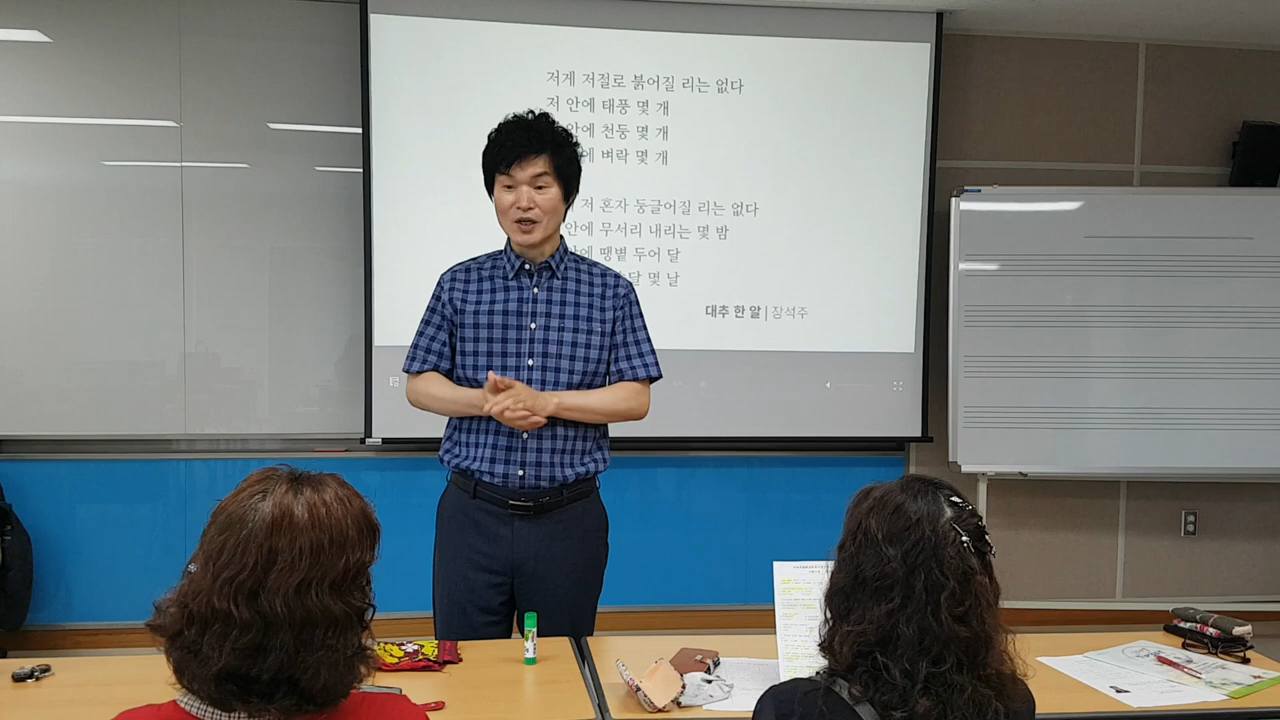 저게 저절로 붉어질 리는 없다
저 안에 태풍 몇 개
안에 천둥 몇 개
에 벼락 몇 개
저 혼자 둥글어질 리는 없다
안에 무서리 내리는 몇 밤
안에 땡볕 두어 달
달 몇 날
대추 한 알 | 장석주